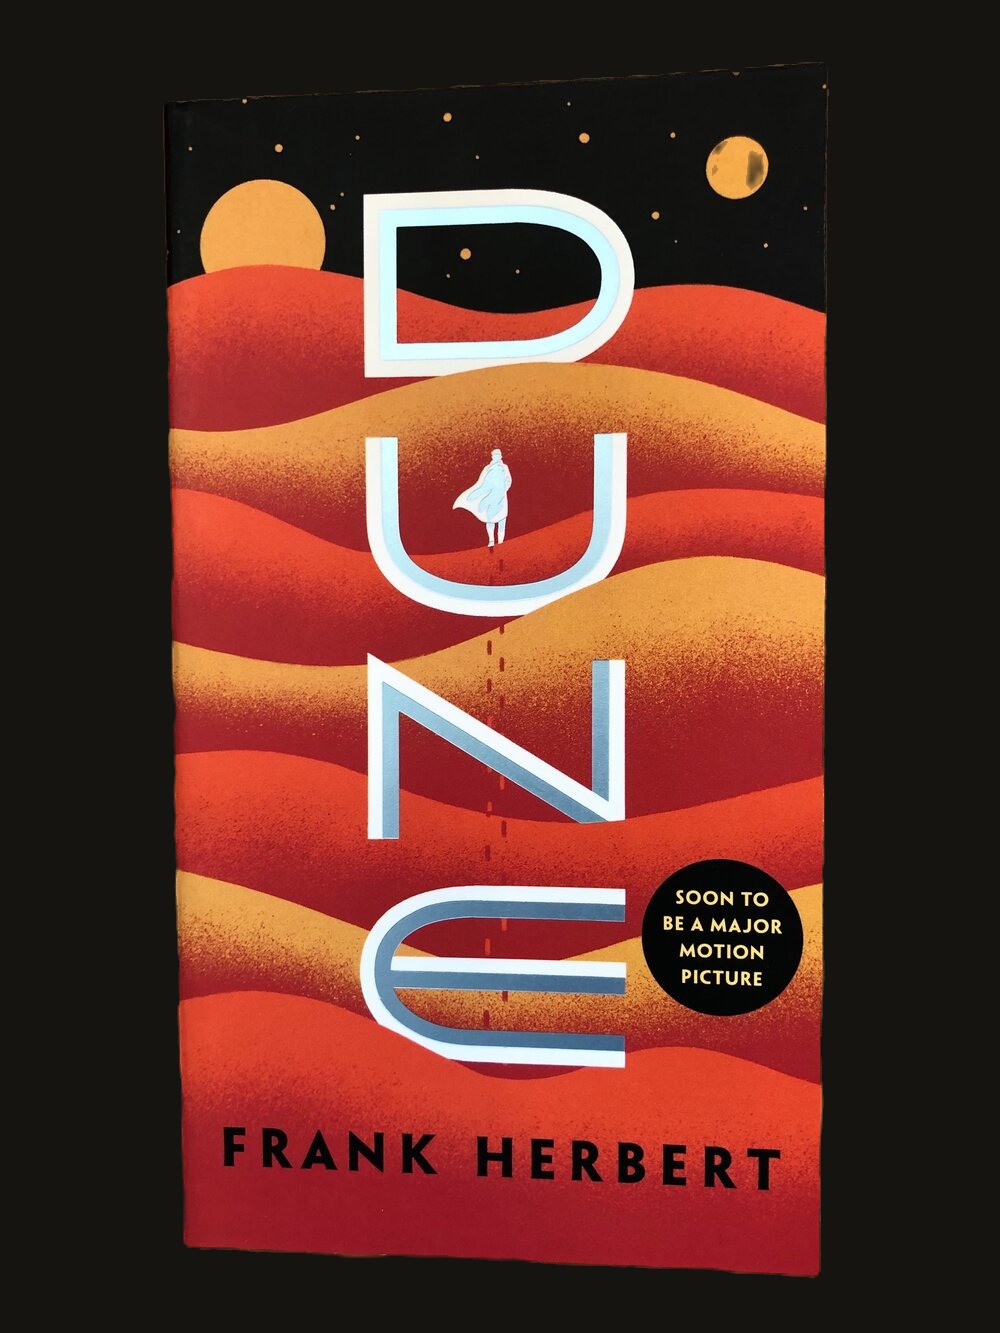 DUNE
SOON TO
BE A MAJOR
MOTION
PICTURE
FRANK HERBERT